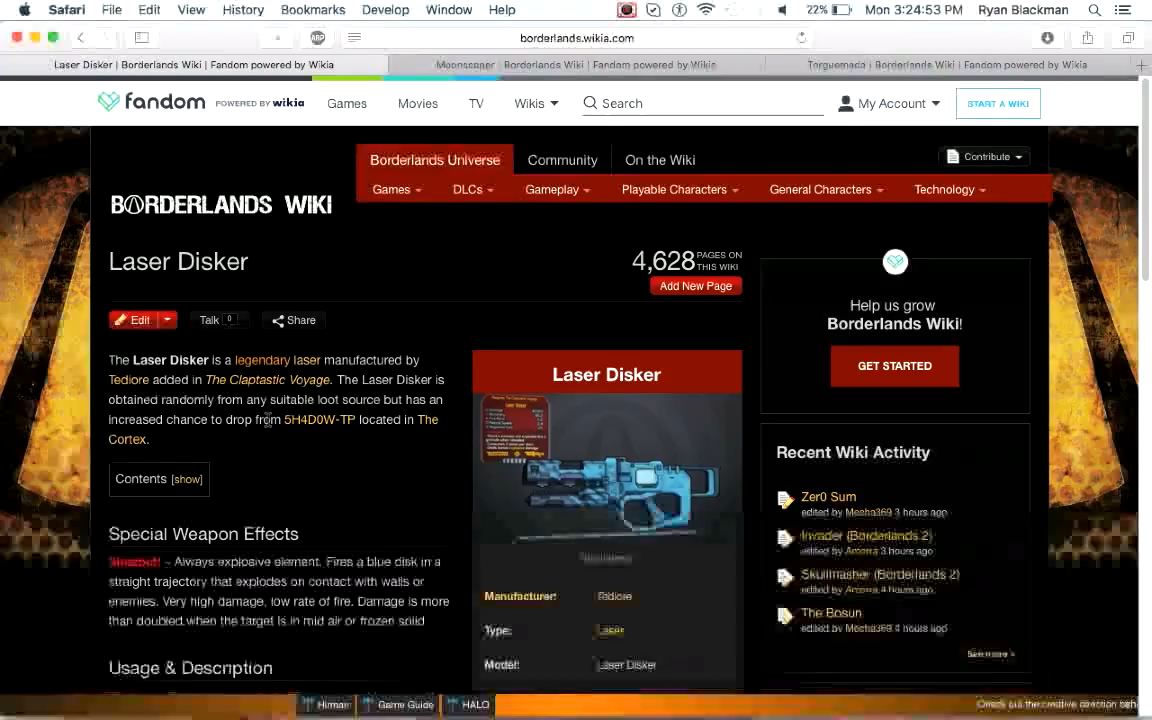 Safari File Edit View History Bookmarks Develop Window Help 22% Mon 3:24:53 PM Ryan Blackman
ABP borderlands.wikia.com
Laser Disker | Borderlands Wiki | Fandom powered by Wikia Moonscaper | Borderlands Wiki | Fandom powered by Wikia Torguemada | Borderlands Wiki | Fandom powered by Wikia
fandom POWERED BY wikia Games Movies TV Wikis Search My Account START A WIKI
Borderlands Universe Community On the Wiki Contribute
Games DLCs Gameplay Playable Characters General Characters Technology
BORDERLANDS WIKI
Laser Disker
4,628 PAGES ON THIS WIKI
Add New Page
Edit Talk 0 Share
The Laser Disker is a legendary laser manufactured by
Tediore added in The Claptastic Voyage. The Laser Disker is
obtained randomly from any suitable loot source but has an
increased chance to drop from 5H4D0W-TP located in The
Cortex.
Contents [show]
Special Weapon Effects
– Always explosive element. Fires a blue disk in a
straight trajectory that explodes on contact with walls or
enemies. Very high damage, low rate of fire. Damage is more
than doubled when the target is in mid air or frozen solid
Usage & Description
Laser Disker
Manufacturer: Tediore
Type: Laser
Model: Laser Disker
Help us grow
Borderlands Wiki!
GET STARTED
Recent Wiki Activity
Zer0 Sum
edited by Mesha369 3 hours ago
Invader (Borderlands 2)
edited by 3 hours ago
Skullmasher (Borderlands 2)
edited by 4 hours ago
The Bosun
edited by Mesha369 4 hours ago
See more >
Hitman Game Guide HALO Check out the creative direction beh